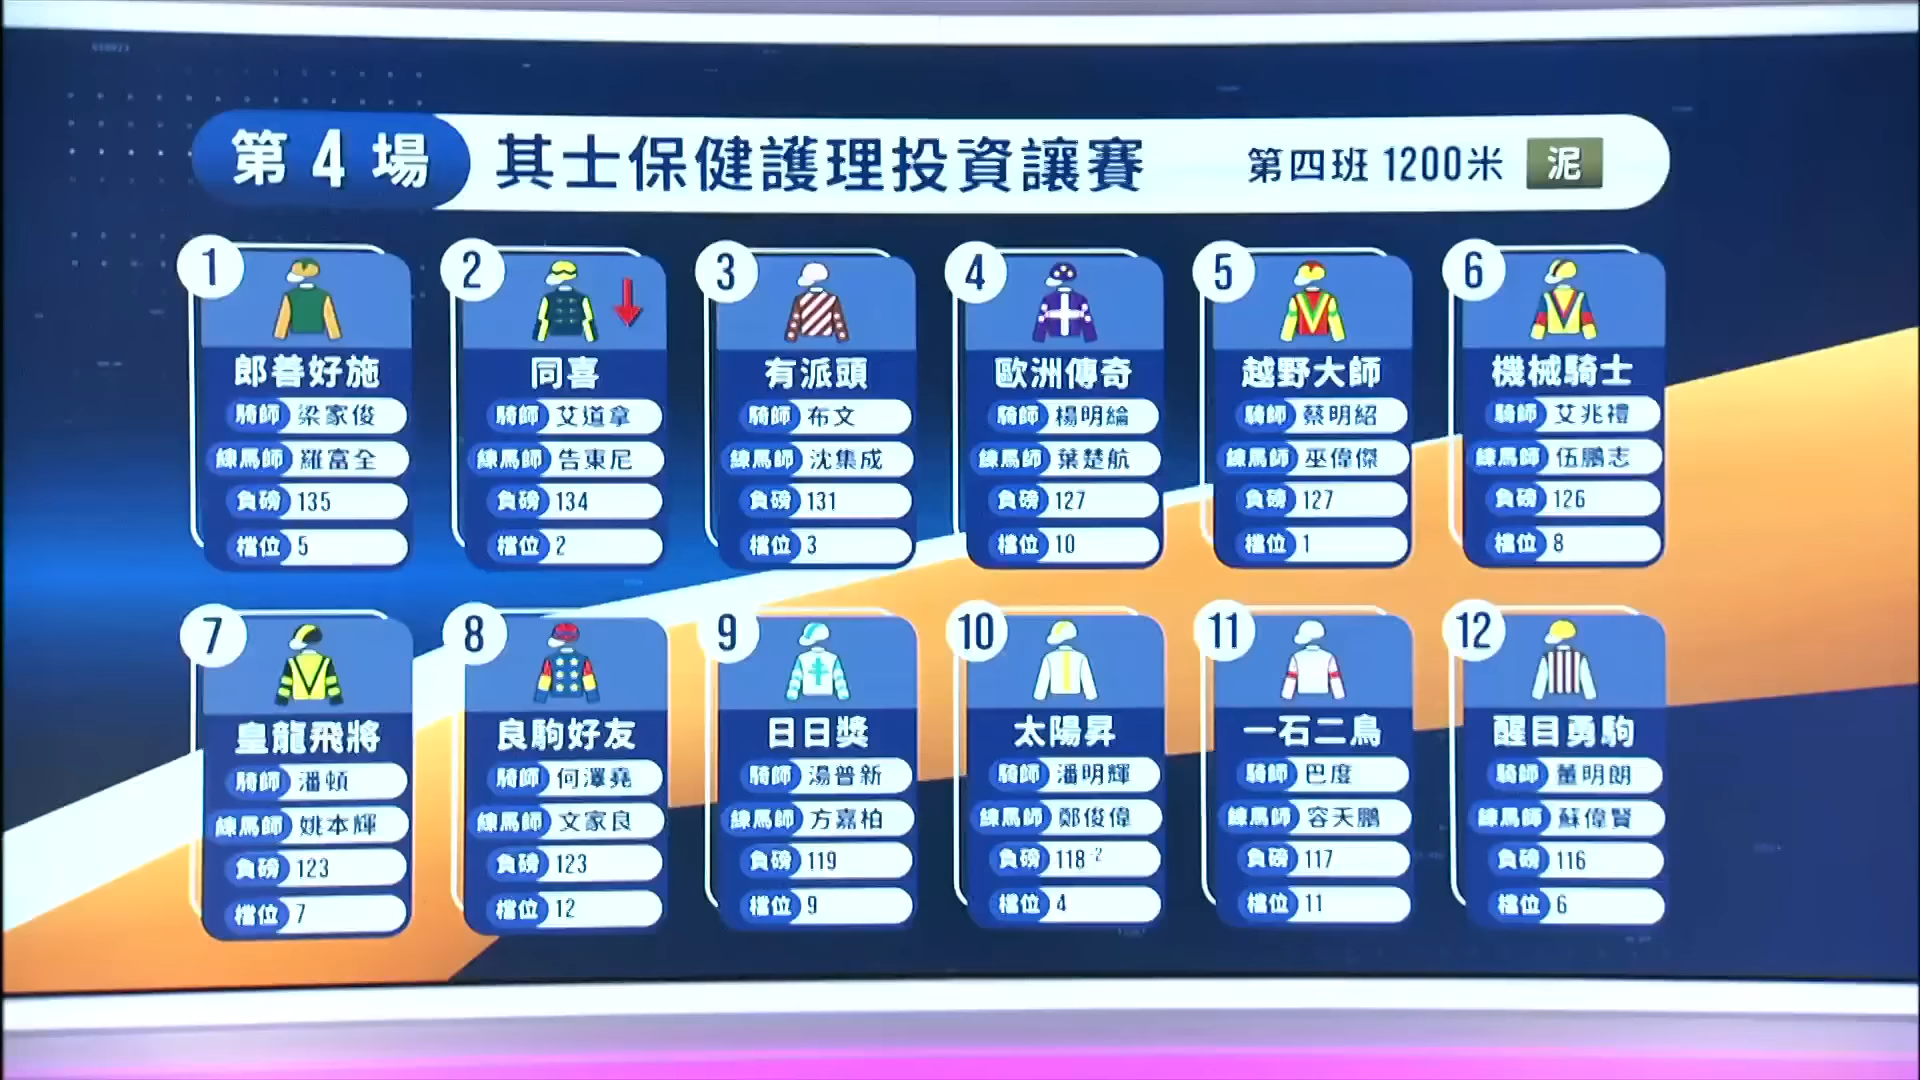 第 4 場 其士保健護理投資讓賽 第四班 1200米 泥
1
郎善好施
騎師 梁家俊
練馬師 羅富全
負磅 135
檔位 5
2
同喜
騎師 艾道拿
練馬師 告東尼
負磅 134
檔位 2
3
有派頭
騎師 布文
練馬師 沈集成
負磅 131
檔位 3
4
歐洲傳奇
騎師 楊明綸
練馬師 葉楚航
負磅 127
檔位 10
5
越野大師
騎師 蔡明紹
練馬師 巫偉傑
負磅 127
檔位 1
6
機械騎士
騎師 艾兆禮
練馬師 伍鵬志
負磅 126
檔位 8
7
皇龍飛將
騎師 潘頓
練馬師 姚本輝
負磅 123
檔位 7
8
良駒好友
騎師 何澤堯
練馬師 文家良
負磅 123
檔位 12
9
日日獎
騎師 湯普新
練馬師 方嘉柏
負磅 119
檔位 9
10
太陽昇
騎師 潘明輝
練馬師 鄭俊偉
負磅 118 -2
檔位 4
11
一石二鳥
騎師 巴度
練馬師 容天鵬
負磅 117
檔位 11
12
醒目勇駒
騎師 董明朗
練馬師 蘇偉賢
負磅 116
檔位 6